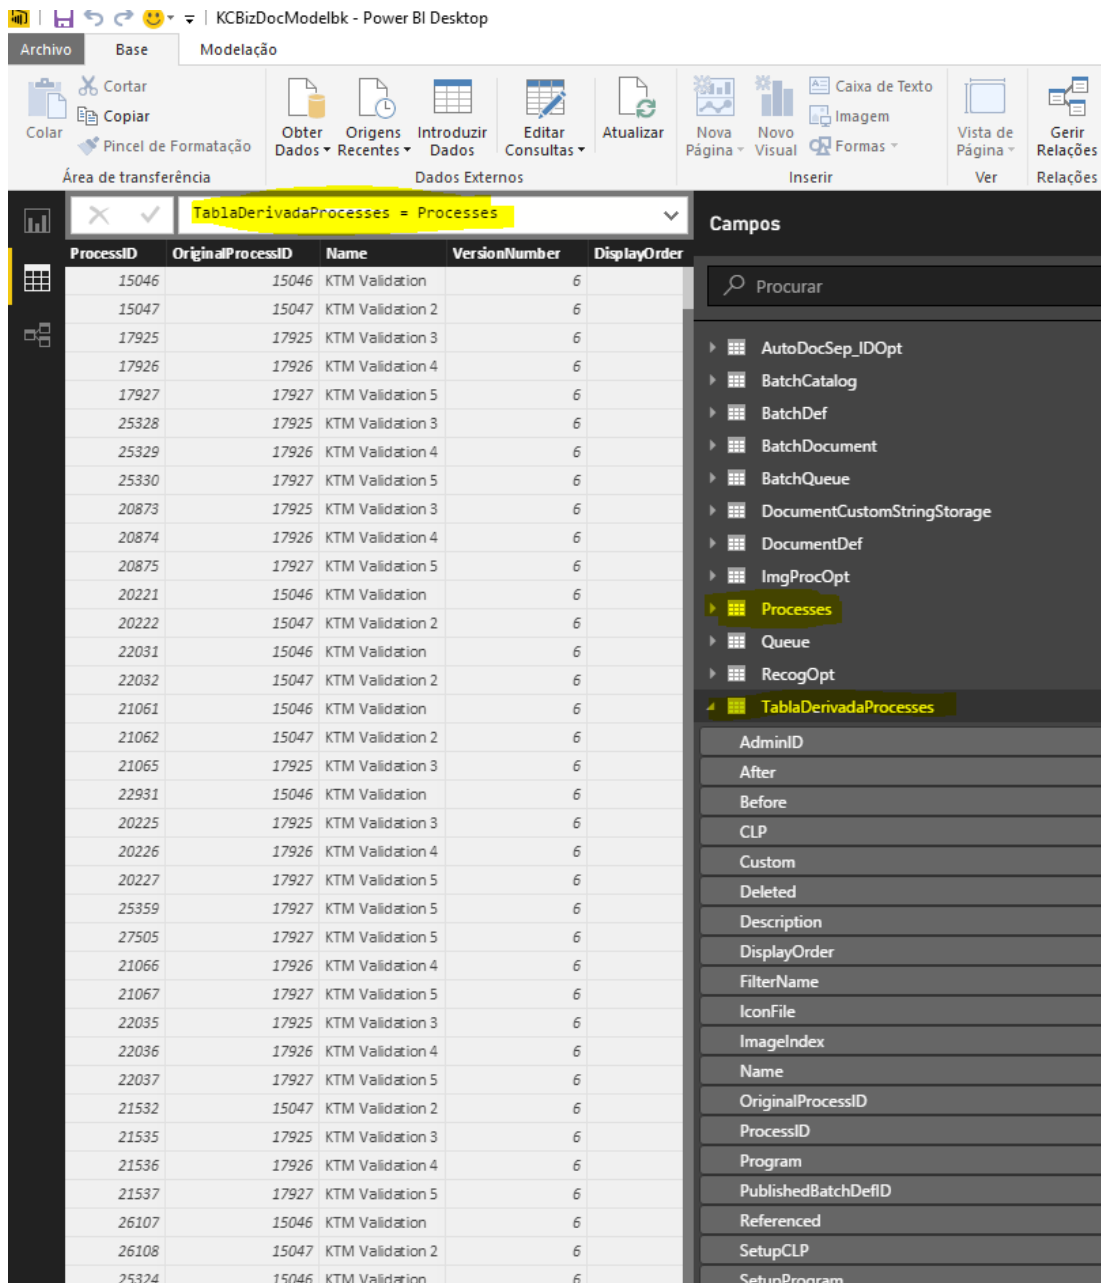 KCBizDocModelbk - Power BI Desktop
Archivo Base Modelação
Colar
Cortar
Copiar
Pincel de Formatação
Obter Dados
Origens Recentes
Introduzir Dados
Editar Consultas
Atualizar
Nova Página
Novo Visual
Caixa de Texto
Imagem
Formas
Vista de Página
Gerir Relações
Área de transferência Dados Externos Inserir Ver Relações
TablaDerivadaProcesses = Processes
ProcessID OriginalProcessID Name VersionNumber DisplayOrder
15046 15046 KTM Validation 6
15047 15047 KTM Validation 2 6
17925 17925 KTM Validation 3 6
17926 17926 KTM Validation 4 6
17927 17927 KTM Validation 5 6
25328 17925 KTM Validation 3 6
25329 17926 KTM Validation 4 6
25330 17927 KTM Validation 5 6
20873 17925 KTM Validation 3 6
20874 17926 KTM Validation 4 6
20875 17927 KTM Validation 5 6
20221 15046 KTM Validation 6
20222 15047 KTM Validation 2 6
22031 15046 KTM Validation 6
22032 15047 KTM Validation 2 6
21061 15046 KTM Validation 6
21062 15047 KTM Validation 2 6
21065 17925 KTM Validation 3 6
22931 15046 KTM Validation 6
20225 17925 KTM Validation 3 6
20226 17926 KTM Validation 4 6
20227 17927 KTM Validation 5 6
25359 17927 KTM Validation 5 6
27505 17927 KTM Validation 5 6
21066 17926 KTM Validation 4 6
21067 17927 KTM Validation 5 6
22035 17925 KTM Validation 3 6
22036 17926 KTM Validation 4 6
22037 17927 KTM Validation 5 6
21532 15047 KTM Validation 2 6
21535 17925 KTM Validation 3 6
21536 17926 KTM Validation 4 6
21537 17927 KTM Validation 5 6
26107 15046 KTM Validation 6
26108 15047 KTM Validation 2 6
25324 15046 KTM Validation 6
Campos
Procurar
AutoDocSep_IDOpt
BatchCatalog
BatchDef
BatchDocument
BatchQueue
DocumentCustomStringStorage
DocumentDef
ImgProcOpt
Processes
Queue
RecogOpt
TablaDerivadaProcesses
AdminID
After
Before
CLP
Custom
Deleted
Description
DisplayOrder
FilterName
IconFile
ImageIndex
Name
OriginalProcessID
ProcessID
Program
PublishedBatchDefID
Referenced
SetupCLP
SetupProgram